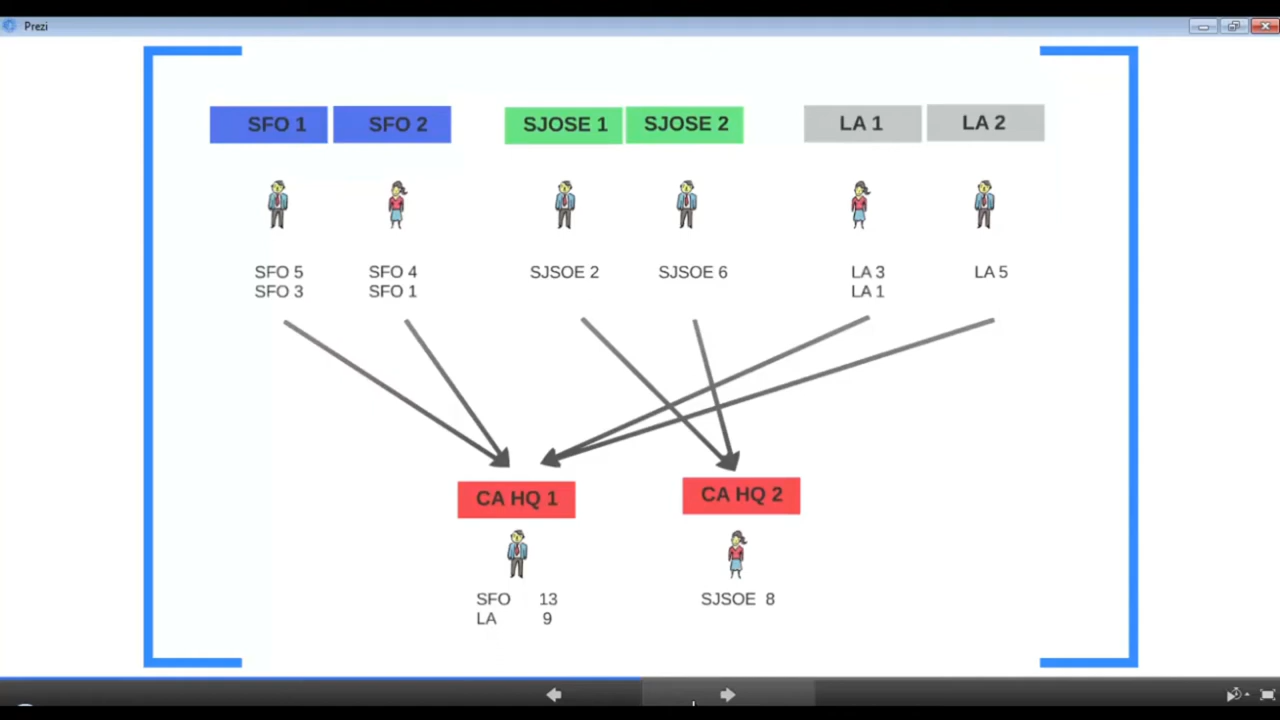 Prezi
SFO 1 SFO 2 SJOSE 1 SJOSE 2 LA 1 LA 2
SFO 5 SFO 4 SJSOE 2 SJSOE 6 LA 3 LA 5
SFO 3 SFO 1 LA 1
CA HQ 1 CA HQ 2
SFO 13 SJSOE 8
LA 9